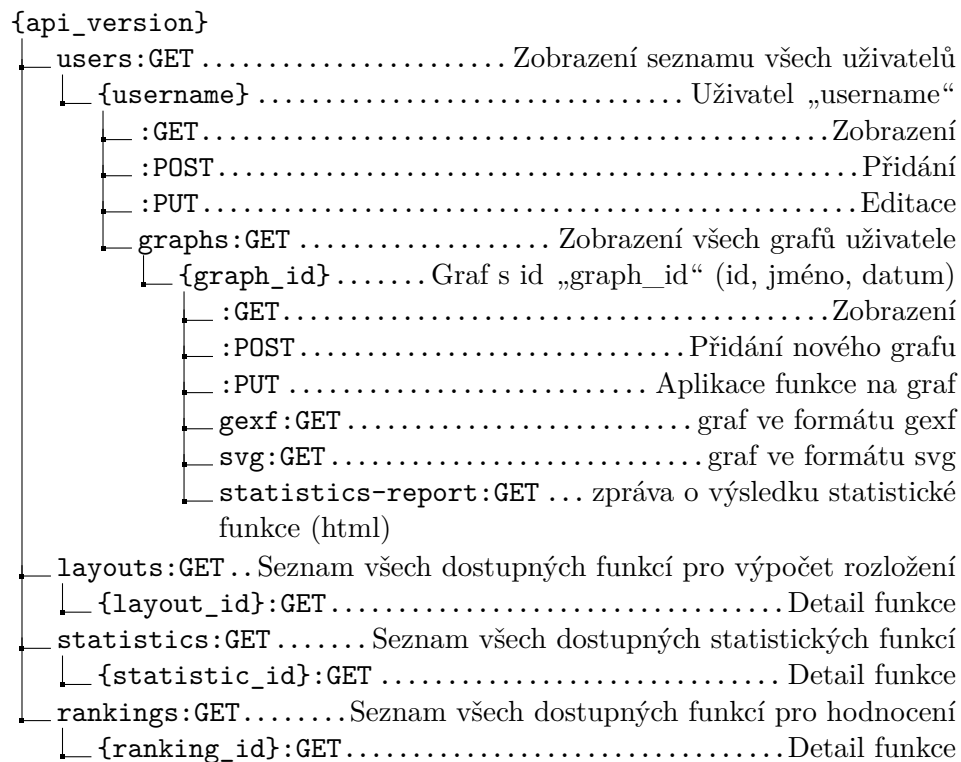 {api_version}
users:GET ....................... Zobrazení seznamu všech uživatelů
{username} ................................ Uživatel „username“
:GET...............................................Zobrazení
:POST.................................................Přidání
:PUT.................................................Editace
graphs:GET ................... Zobrazení všech grafů uživatele
{graph_id}.......Graf s id „graph_id“ (id, jméno, datum)
:GET.........................................Zobrazení
:POST.............................Přidání nového grafu
:PUT ........................... Aplikace funkce na graf
gexf:GET...........................graf ve formátu gexf
svg:GET............................graf ve formátu svg
statistics-report:GET ... zpráva o výsledku statistické
funkce (html)
layouts:GET..Seznam všech dostupných funkcí pro výpočet rozložení
{layout_id}:GET..................................Detail funkce
statistics:GET.......Seznam všech dostupných statistických funkcí
{statistic_id}:GET .............................. Detail funkce
rankings:GET........Seznam všech dostupných funkcí pro hodnocení
{ranking_id}:GET.................................Detail funkce